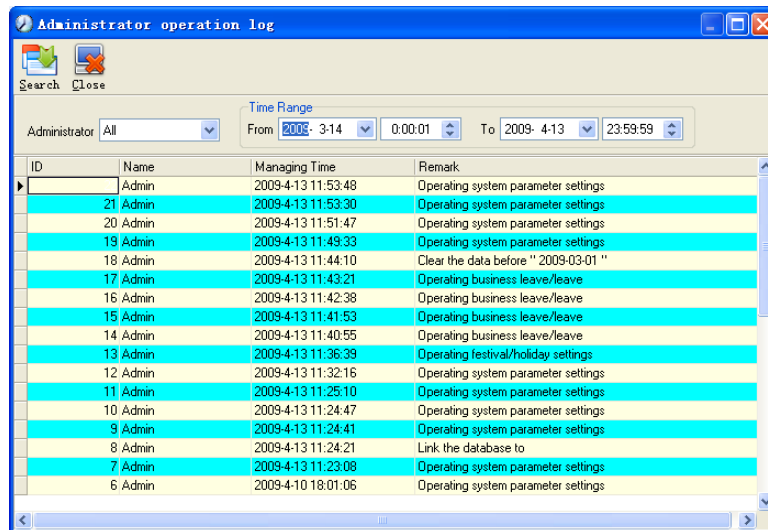 Administrator operation log
Search Close
Time Range
Administrator All From 2009- 3-14 0:00:01 To 2009- 4-13 23:59:59
ID Name Managing Time Remark
Admin 2009-4-13 11:53:48 Operating system parameter settings
21 Admin 2009-4-13 11:53:30 Operating system parameter settings
20 Admin 2009-4-13 11:51:47 Operating system parameter settings
19 Admin 2009-4-13 11:49:33 Operating system parameter settings
18 Admin 2009-4-13 11:44:10 Clear the data before " 2009-03-01 "
17 Admin 2009-4-13 11:43:21 Operating business leave/leave
16 Admin 2009-4-13 11:42:38 Operating business leave/leave
15 Admin 2009-4-13 11:41:53 Operating business leave/leave
14 Admin 2009-4-13 11:40:55 Operating business leave/leave
13 Admin 2009-4-13 11:36:39 Operating festival/holiday settings
12 Admin 2009-4-13 11:32:16 Operating system parameter settings
11 Admin 2009-4-13 11:25:10 Operating system parameter settings
10 Admin 2009-4-13 11:24:47 Operating system parameter settings
9 Admin 2009-4-13 11:24:41 Operating system parameter settings
8 Admin 2009-4-13 11:24:21 Link the database to
7 Admin 2009-4-13 11:23:08 Operating system parameter settings
6 Admin 2009-4-10 18:01:06 Operating system parameter settings